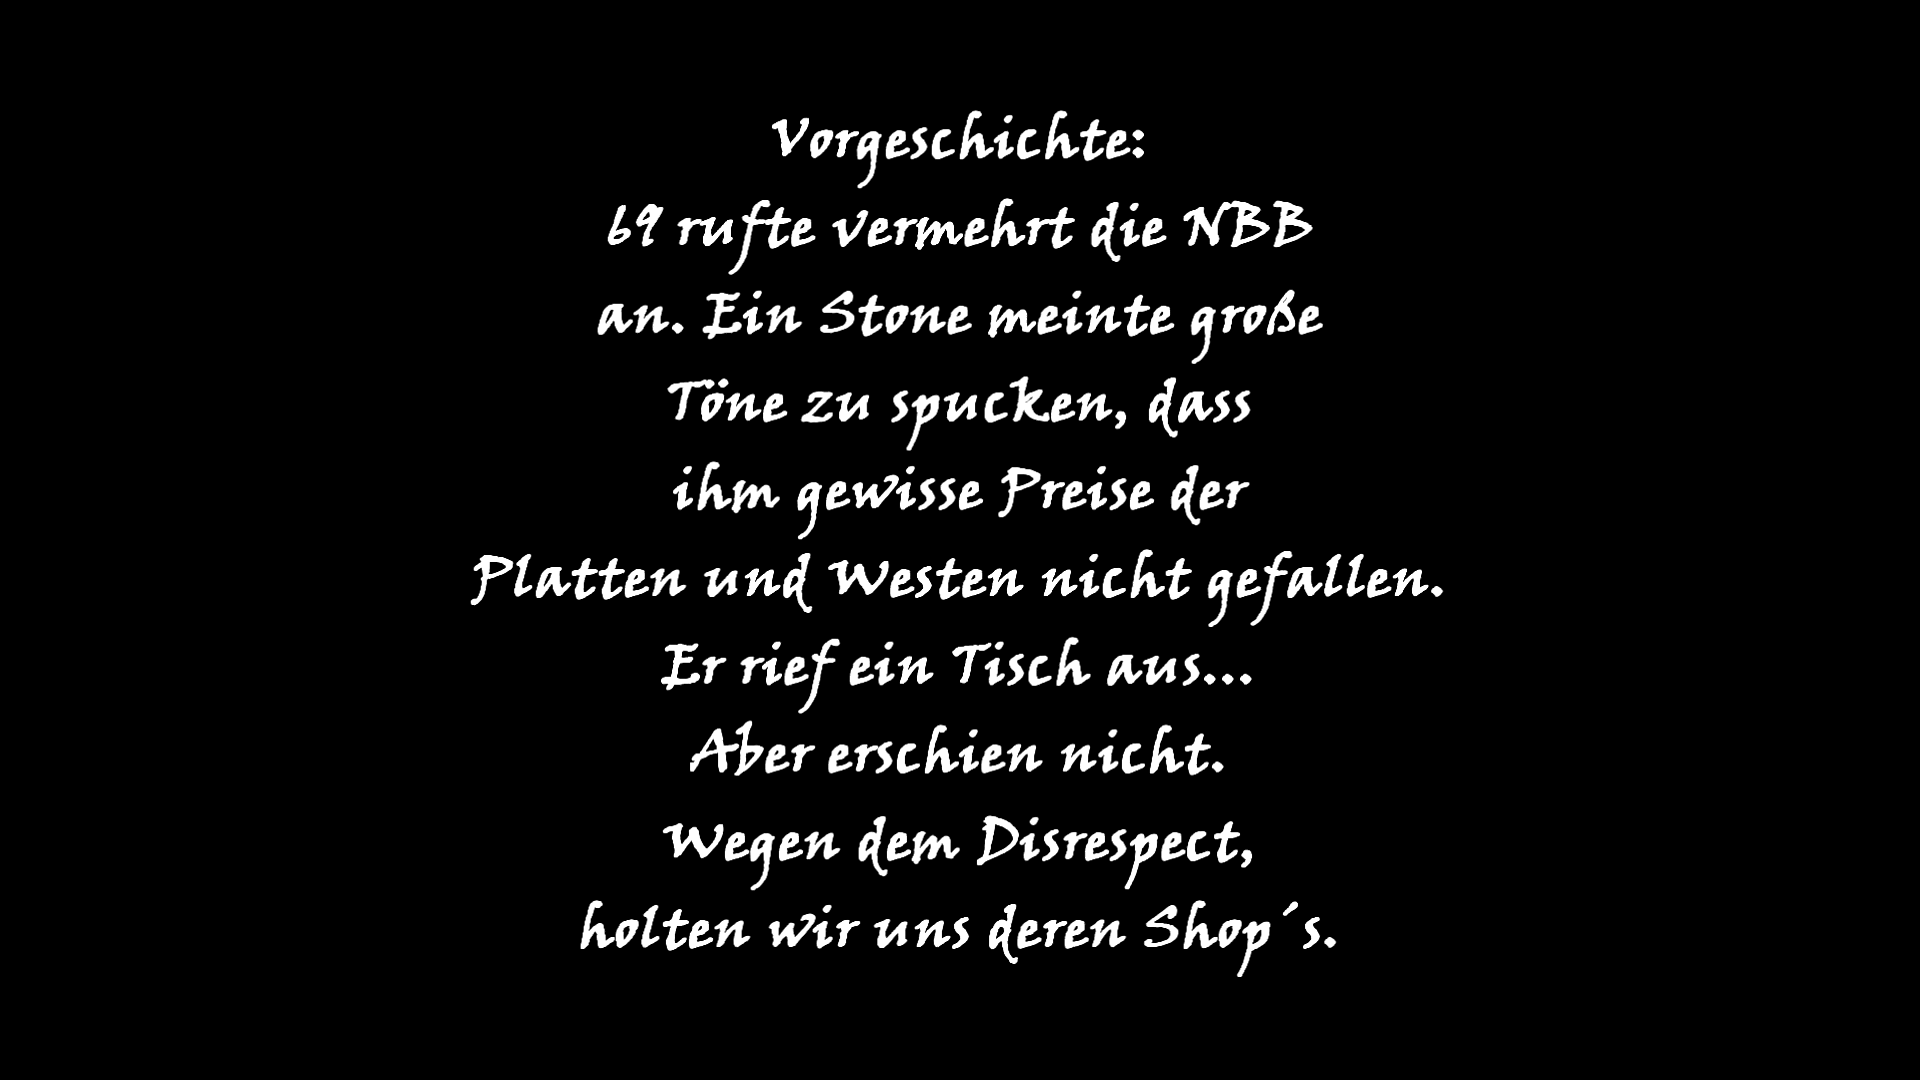 Vorgeschichte:
69 rufte vermehrt die NBB
an. Ein Stone meinte große
Töne zu spucken, dass
ihm gewisse Preise der
Platten und Westen nicht gefallen.
Er rief ein Tisch aus...
Aber erschien nicht.
Wegen dem Disrespect,
holten wir uns deren Shop´s.